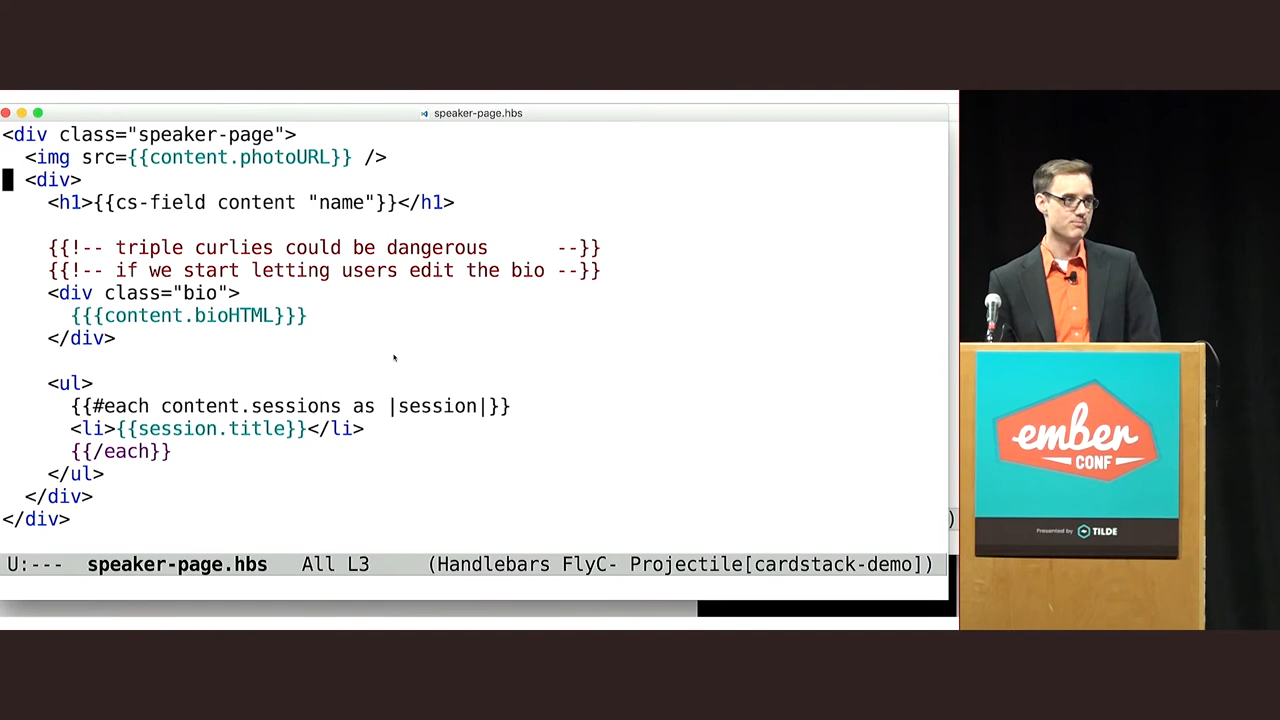 speaker-page.hbs
<div class="speaker-page">
  <img src={{content.photoURL}} />
  <div>
    <h1>{{cs-field content "name"}}</h1>
    {{!-- triple curlies could be dangerous      --}}
    {{!-- if we start letting users edit the bio --}}
    <div class="bio">
      {{{content.bioHTML}}}
    </div>
    <ul>
      {{#each content.sessions as |session|}}
      <li>{{session.title}}</li>
      {{/each}}
    </ul>
  </div>
</div>
)
U:---  speaker-page.hbs   All L3     (Handlebars FlyC- Projectile[cardstack-demo])
ember
CONF
Presented by TILDE